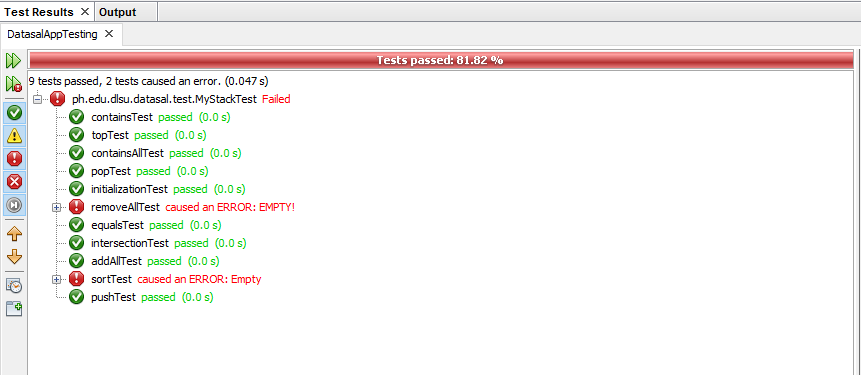 Test Results Output
DatasalAppTesting
Tests passed: 81.82 %
9 tests passed, 2 tests caused an error. (0.047 s)
ph.edu.dlsu.datasal.test.MyStackTest Failed
containsTest passed (0.0 s)
topTest passed (0.0 s)
containsAllTest passed (0.0 s)
popTest passed (0.0 s)
initializationTest passed (0.0 s)
removeAllTest caused an ERROR: EMPTY!
equalsTest passed (0.0 s)
intersectionTest passed (0.0 s)
addAllTest passed (0.0 s)
sortTest caused an ERROR: Empty
pushTest passed (0.0 s)